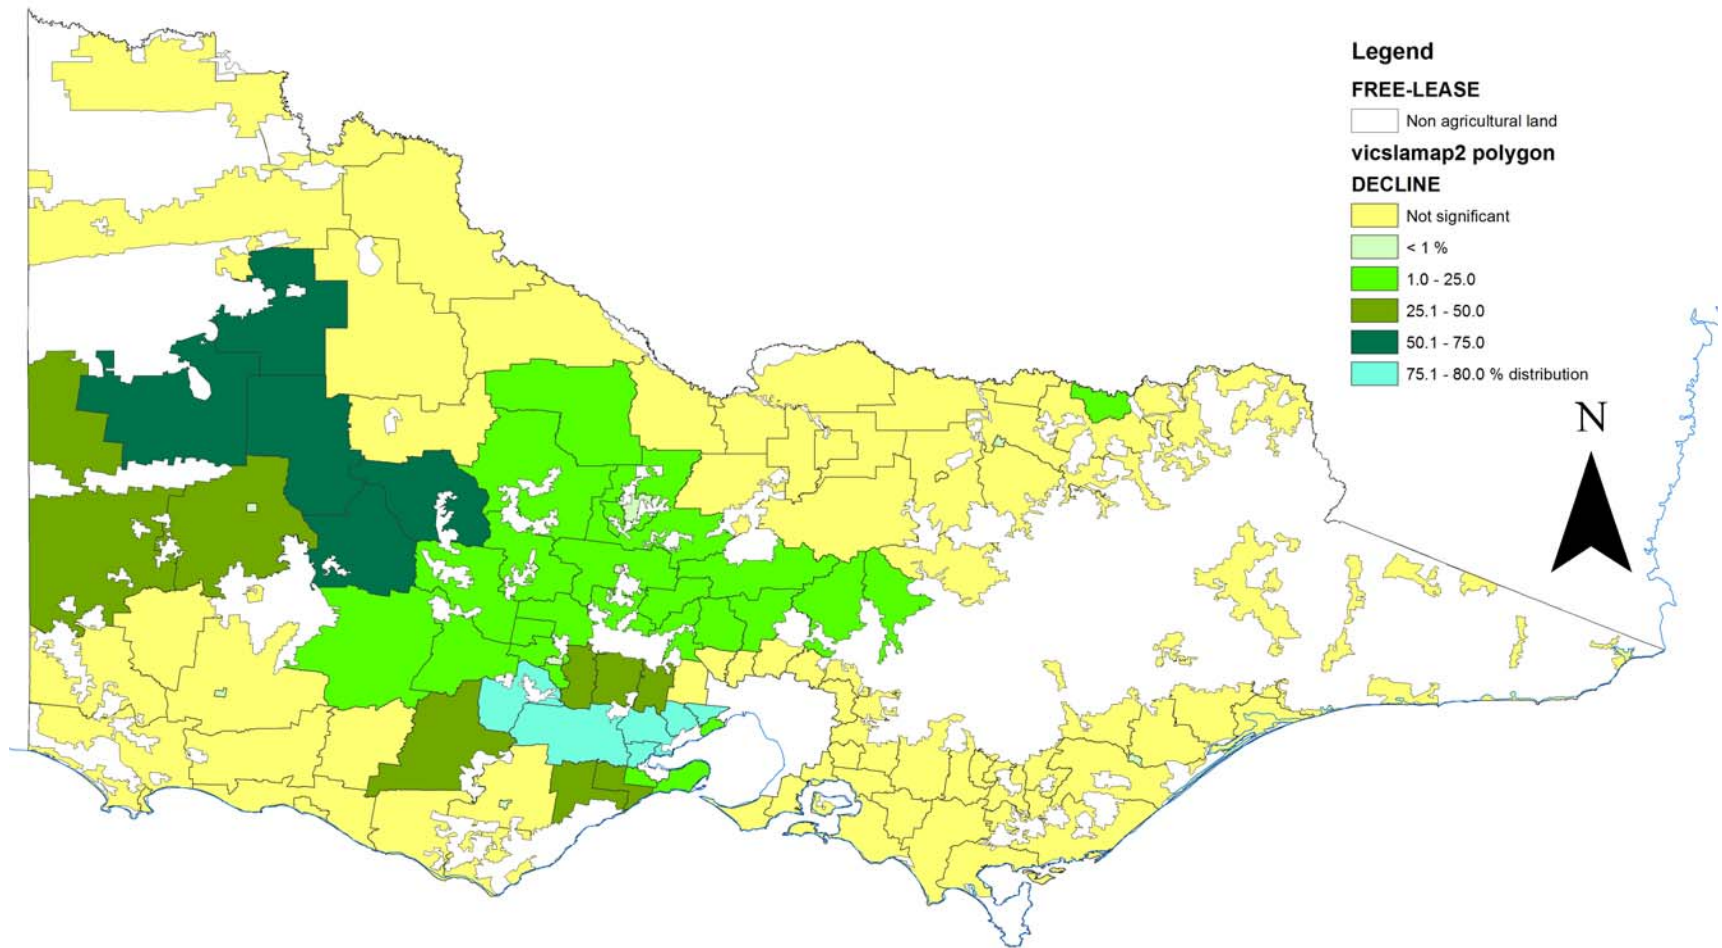 Legend
FREE-LEASE
Non agricultural land
vicslamap2 polygon
DECLINE
Not significant
< 1 %
1.0 - 25.0
25.1 - 50.0
50.1 - 75.0
75.1 - 80.0 % distribution
N